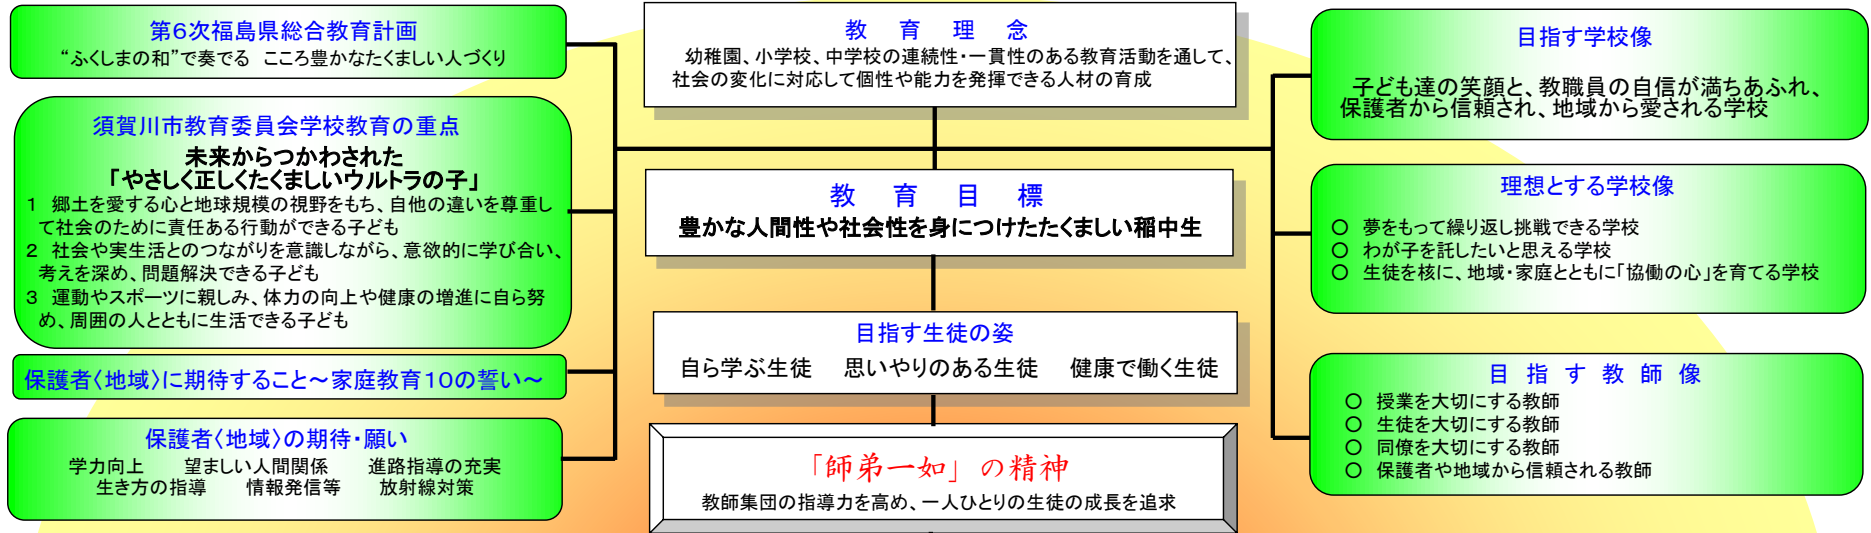 第6次福島県総合教育計画
“ふくしまの和”で奏でる　こころ豊かなたくましい人づくり
須賀川市教育委員会学校教育の重点
未来からつかわされた
「やさしく正しくたくましいウルトラの子」
1　郷土を愛する心と地球規模の視野をもち、自他の違いを尊重し
て社会のために責任ある行動ができる子ども
2　社会や実生活とのつながりを意識しながら、意欲的に学び合い、
考えを深め、問題解決できる子ども
3　運動やスポーツに親しみ、体力の向上や健康の増進に自ら努
め、周囲の人とともに生活できる子ども
保護者〈地域〉に期待すること～家庭教育10の誓い～
保護者〈地域〉の期待・願い
学力向上　望ましい人間関係　進路指導の充実
生き方の指導　情報発信等　放射線対策
教　育　理　念
幼稚園、小学校、中学校の連続性・一貫性のある教育活動を通して、
社会の変化に対応して個性や能力を発揮できる人材の育成
教　育　目　標
豊かな人間性や社会性を身につけたたくましい稲中生
目指す生徒の姿
自ら学ぶ生徒　思いやりのある生徒　健康で働く生徒
「師弟一如」の精神
教師集団の指導力を高め、一人ひとりの生徒の成長を追求
目指す学校像
子ども達の笑顔と、教職員の自信が満ちあふれ、
保護者から信頼され、地域から愛される学校
理想とする学校像
○　夢をもって繰り返し挑戦できる学校
○　わが子を託したいと思える学校
○　生徒を核に、地域・家庭とともに「協働の心」を育てる学校
目　指　す　教　師　像
○　授業を大切にする教師
○　生徒を大切にする教師
○　同僚を大切にする教師
○　保護者や地域から信頼される教師